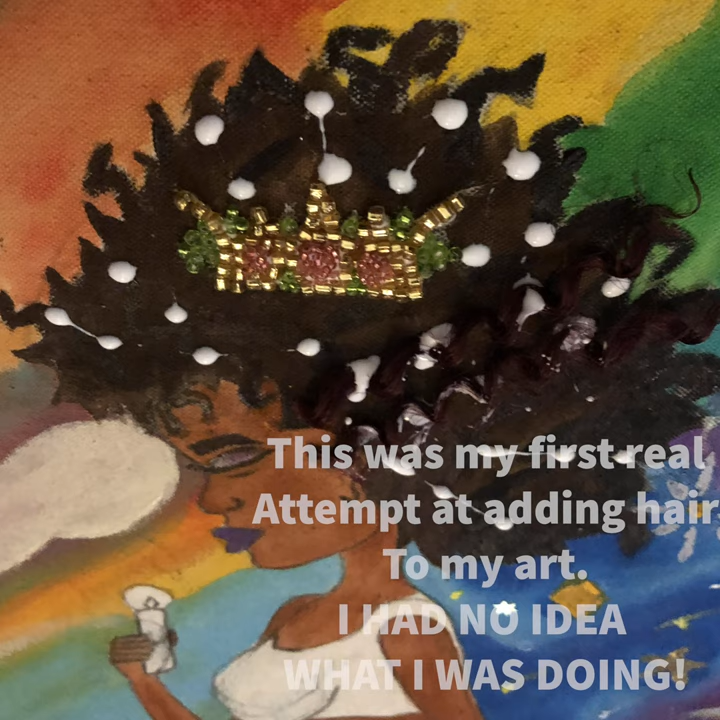 This was my first real
Attempt at adding hair
To my art.
I HAD NO IDEA
WHAT I WAS DOING!